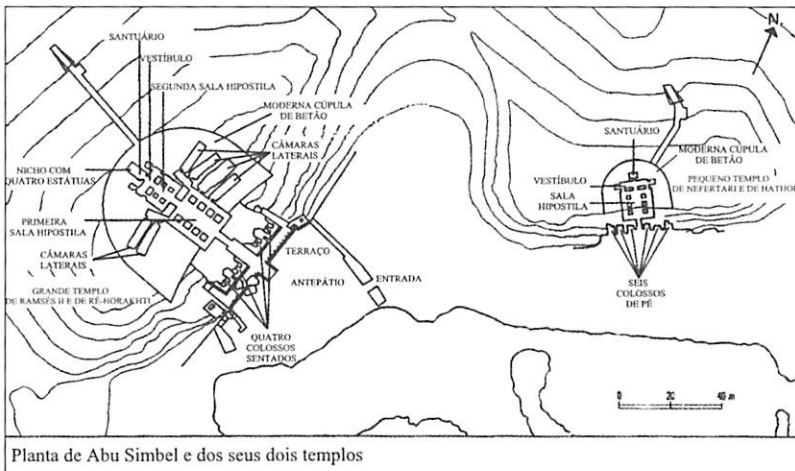 N.
SANTUÁRIO
VESTÍBULO
SEGUNDA SALA HIPOSTILA
MODERNA CÚPULA
DE BETÃO
CÂMARAS
LATERAIS
NICHO COM
QUATRO ESTÁTUAS
PRIMEIRA
SALA HIPOSTILA
CÂMARAS
LATERAIS
GRANDE TEMPLO
DE RAMSÉS II E DE RÉ-HORAKHTI
TERRAÇO
ANTEPÁTIO
ENTRADA
QUATRO
COLOSSOS
SENTADOS
SANTUÁRIO
MODERNA CÚPULA
DE BETÃO
VESTÍBULO
PEQUENO TEMPLO
DE NEFERTARI E DE HATHOR
SALA
HIPOSTILA
SEIS
COLOSSOS
DE PÉ
0 20 40 m
Planta de Abu Simbel e dos seus dois templos